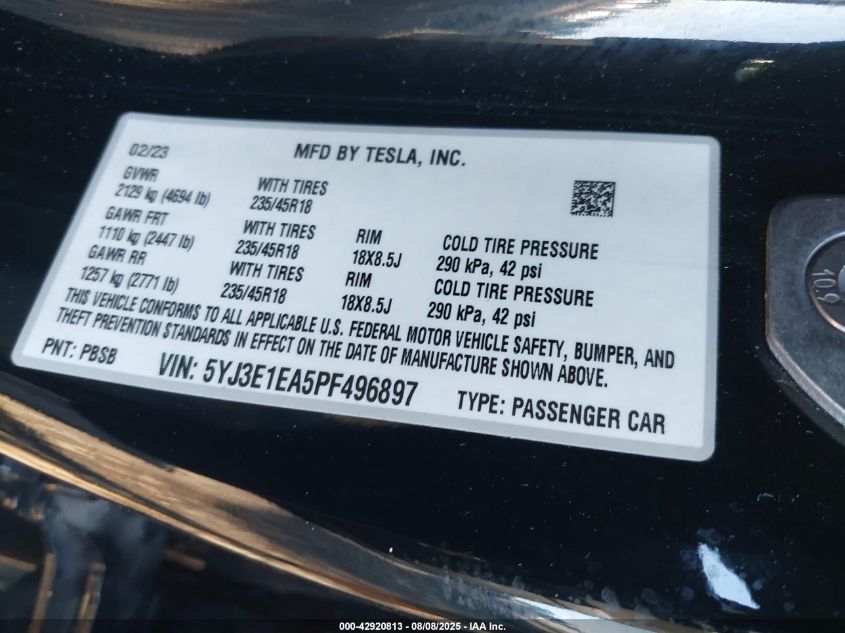 02/23 MFD BY TESLA, INC.
GVWR
2129 kg (4694 lb)
WITH TIRES
235/45R18
GAWR FRT
1110 kg (2447 lb)
WITH TIRES
235/45R18
RIM
18X8.5J
COLD TIRE PRESSURE
290 kPa, 42 psi
GAWR RR
1257 kg (2771 lb)
WITH TIRES
235/45R18
RIM
18X8.5J
COLD TIRE PRESSURE
290 kPa, 42 psi
THIS VEHICLE CONFORMS TO ALL APPLICABLE U.S. FEDERAL MOTOR VEHICLE SAFETY, BUMPER, AND
THEFT PREVENTION STANDARDS IN EFFECT ON THE DATE OF MANUFACTURE SHOWN ABOVE.
PNT: PBSB VIN: 5YJ3E1EA5PF496897 TYPE: PASSENGER CAR
10.9
000-42920813 - 08/08/2025 - IAA Inc.